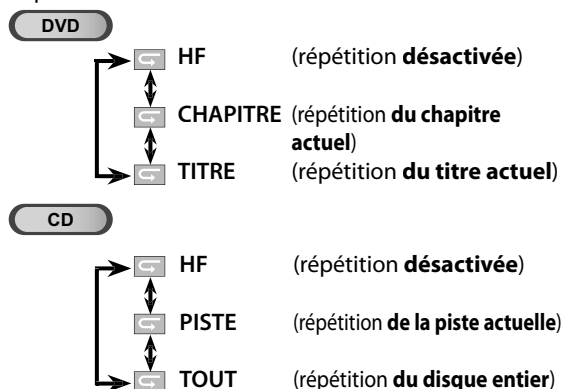 DVD
HF (répétition désactivée)
CHAPITRE (répétition du chapitre
actuel)
TITRE (répétition du titre actuel)
CD
HF (répétition désactivée)
PISTE (répétition de la piste actuelle)
TOUT (répétition du disque entier)